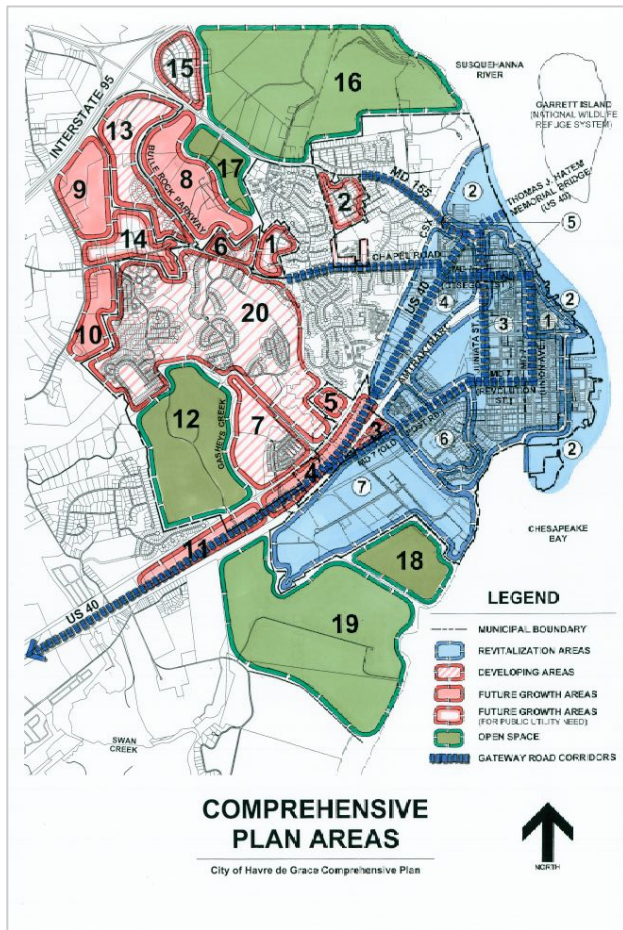 15
16
SUSQUEHANNA
RIVER
INTERSTATE 95
GARRETT ISLAND
(NATIONAL WILDLIFE
REFUGE SYSTEM)
13
BULLE ROCK PARKWAY
8
17
9
2
MD 155
2
THOMAS J. HATEM
MEMORIAL BRIDGE
(US 40)
5
CSX
14
6
1
CHAPEL ROAD
US 40
4
2
20
3
1
10
AMTRAK
MD 7
(REVOLUTION
ST.)
12
GASHEYS CREEK
7
5
3
4
6
2
7
11
CHESAPEAKE
BAY
18
19
US 40
SWAN
CREEK
LEGEND
MUNICIPAL BOUNDARY
REVITALIZATION AREAS
DEVELOPING AREAS
FUTURE GROWTH AREAS
FUTURE GROWTH AREAS
(FOR PUBLIC UTILITY NEED)
OPEN SPACE
GATEWAY ROAD CORRIDORS
COMPREHENSIVE
PLAN AREAS
City of Havre de Grace Comprehensive Plan
NORTH